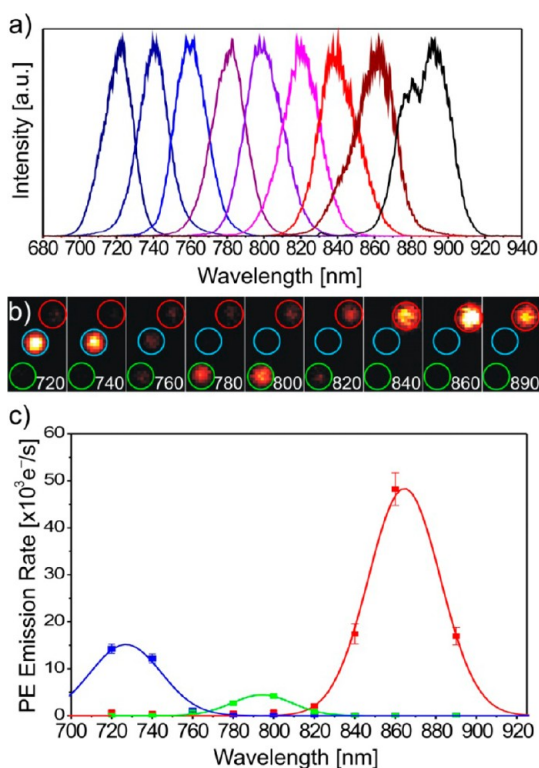 a)
Intensity [a.u.]
680 700 720 740 760 780 800 820 840 860 880 900 920 940
Wavelength [nm]
b)
720 740 760 780 800 820 840 860 890
c)
PE Emission Rate [x10³e⁻/s]
60
50
40
30
20
10
0
700 720 740 760 780 800 820 840 860 880 900 920
Wavelength [nm]